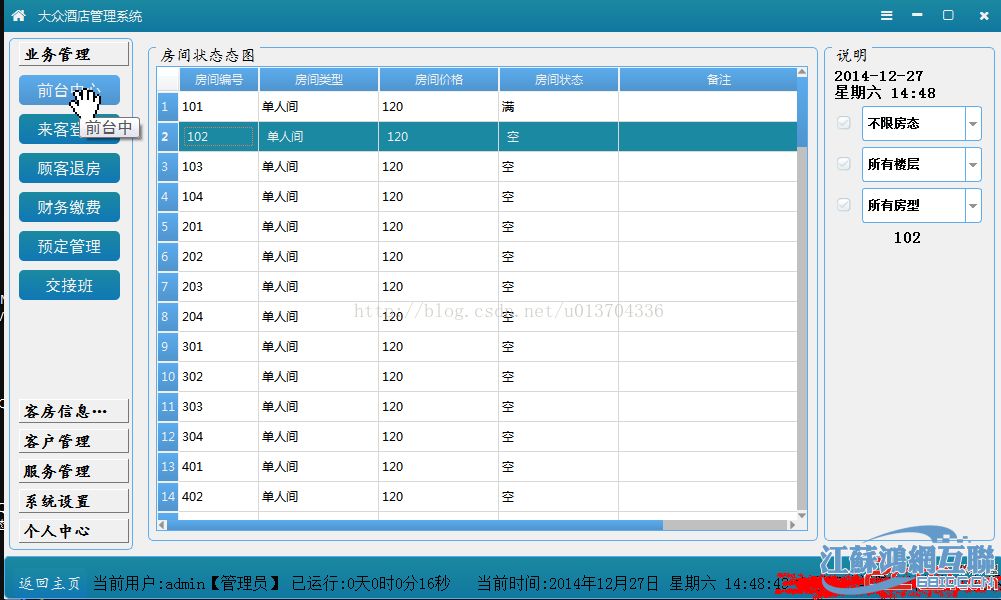 大众酒店管理系统
业务管理
前台中心
前台中
来客登
顾客退房
财务缴费
预定管理
交接班
客房信息…
客户管理
服务管理
系统设置
个人中心
房间状态态图
房间编号 房间类型 房间价格 房间状态 备注
1 101 单人间 120 满
2 102 单人间 120 空
3 103 单人间 120 空
4 104 单人间 120 空
5 201 单人间 120 空
6 202 单人间 120 空
7 203 单人间 120 空
8 204 单人间 120 空
9 301 单人间 120 空
10 302 单人间 120 空
11 303 单人间 120 空
12 304 单人间 120 空
13 401 单人间 120 空
14 402 单人间 120 空
http://blog.csdn.net/u013704336
说明
2014-12-27
星期六 14:48
不限房态
所有楼层
所有房型
102
返回主页 当前用户:admin【管理员】 已运行:0天0时0分16秒 当前时间:2014年12月27日 星期六 14:48:4
江蘇鴻網互聯